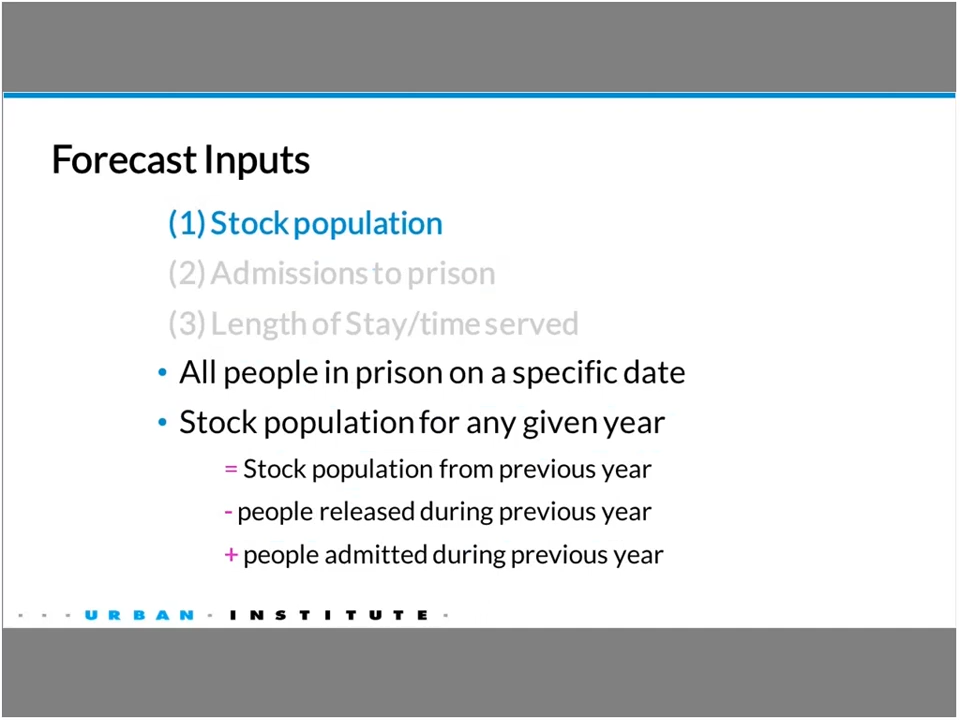 Forecast Inputs
(1) Stock population
(2) Admissions to prison
(3) Length of Stay/time served
• All people in prison on a specific date
• Stock population for any given year
= Stock population from previous year
- people released during previous year
+ people admitted during previous year
- - - URBAN - INSTITUTE -